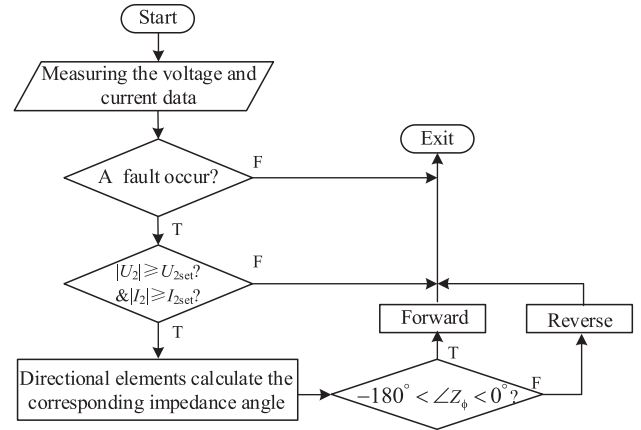 Start
Measuring the voltage and
current data
Exit
A fault occur?
F
T
|U₂|≥U₂set?
&|I₂|≥I₂set?
F
T
Forward
Reverse
T
Directional elements calculate the
corresponding impedance angle
−180°<∠Zϕ<0°?
F